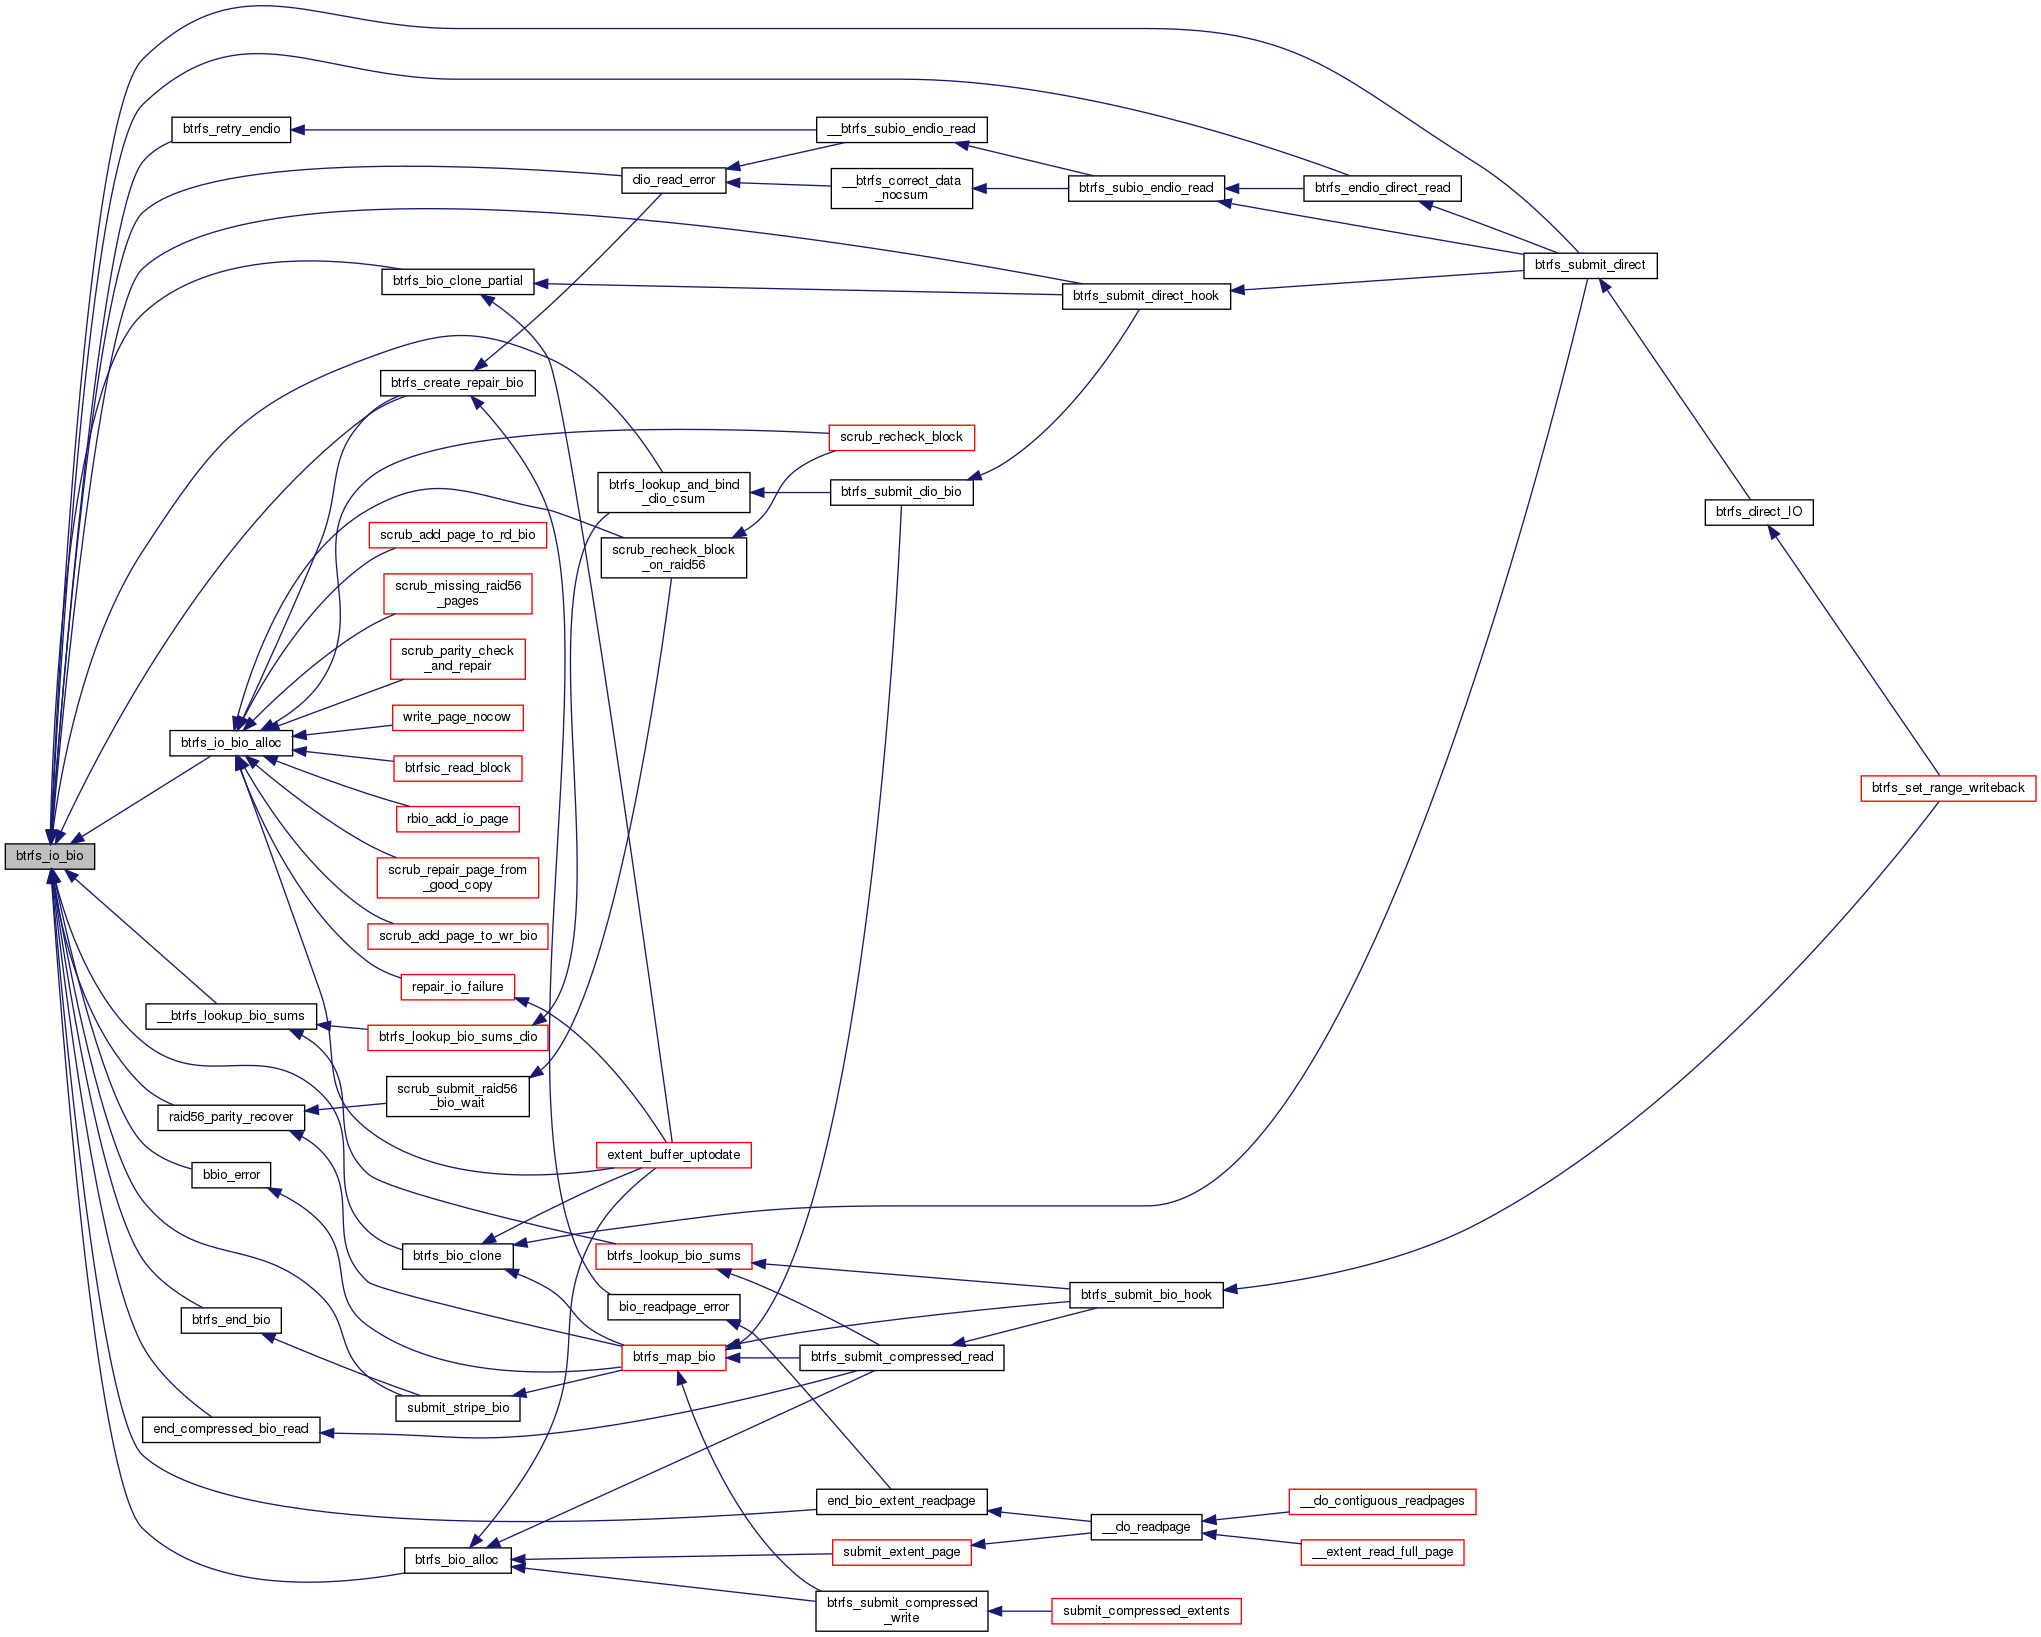 btrfs_retry_endio
__btrfs_subio_endio_read
dio_read_error
__btrfs_correct_data
_nocsum
btrfs_subio_endio_read
btrfs_endio_direct_read
btrfs_submit_direct
btrfs_bio_clone_partial
btrfs_submit_direct_hook
btrfs_create_repair_bio
scrub_recheck_block
btrfs_lookup_and_bind
_dio_csum
btrfs_submit_dio_bio
btrfs_direct_IO
scrub_add_page_to_rd_bio
scrub_recheck_block
_on_raid56
scrub_missing_raid56
_pages
scrub_parity_check
_and_repair
write_page_nocow
btrfs_io_bio_alloc
btrfsic_read_block
btrfs_set_range_writeback
rbio_add_io_page
btrfs_io_bio
scrub_repair_page_from
_good_copy
scrub_add_page_to_wr_bio
repair_io_failure
__btrfs_lookup_bio_sums
btrfs_lookup_bio_sums_dio
scrub_submit_raid56
_bio_wait
raid56_parity_recover
extent_buffer_uptodate
bbio_error
btrfs_bio_clone
btrfs_lookup_bio_sums
btrfs_submit_bio_hook
bio_readpage_error
btrfs_end_bio
btrfs_map_bio
btrfs_submit_compressed_read
submit_stripe_bio
end_compressed_bio_read
end_bio_extent_readpage
__do_contiguous_readpages
__do_readpage
btrfs_bio_alloc
submit_extent_page
__extent_read_full_page
btrfs_submit_compressed
_write
submit_compressed_extents